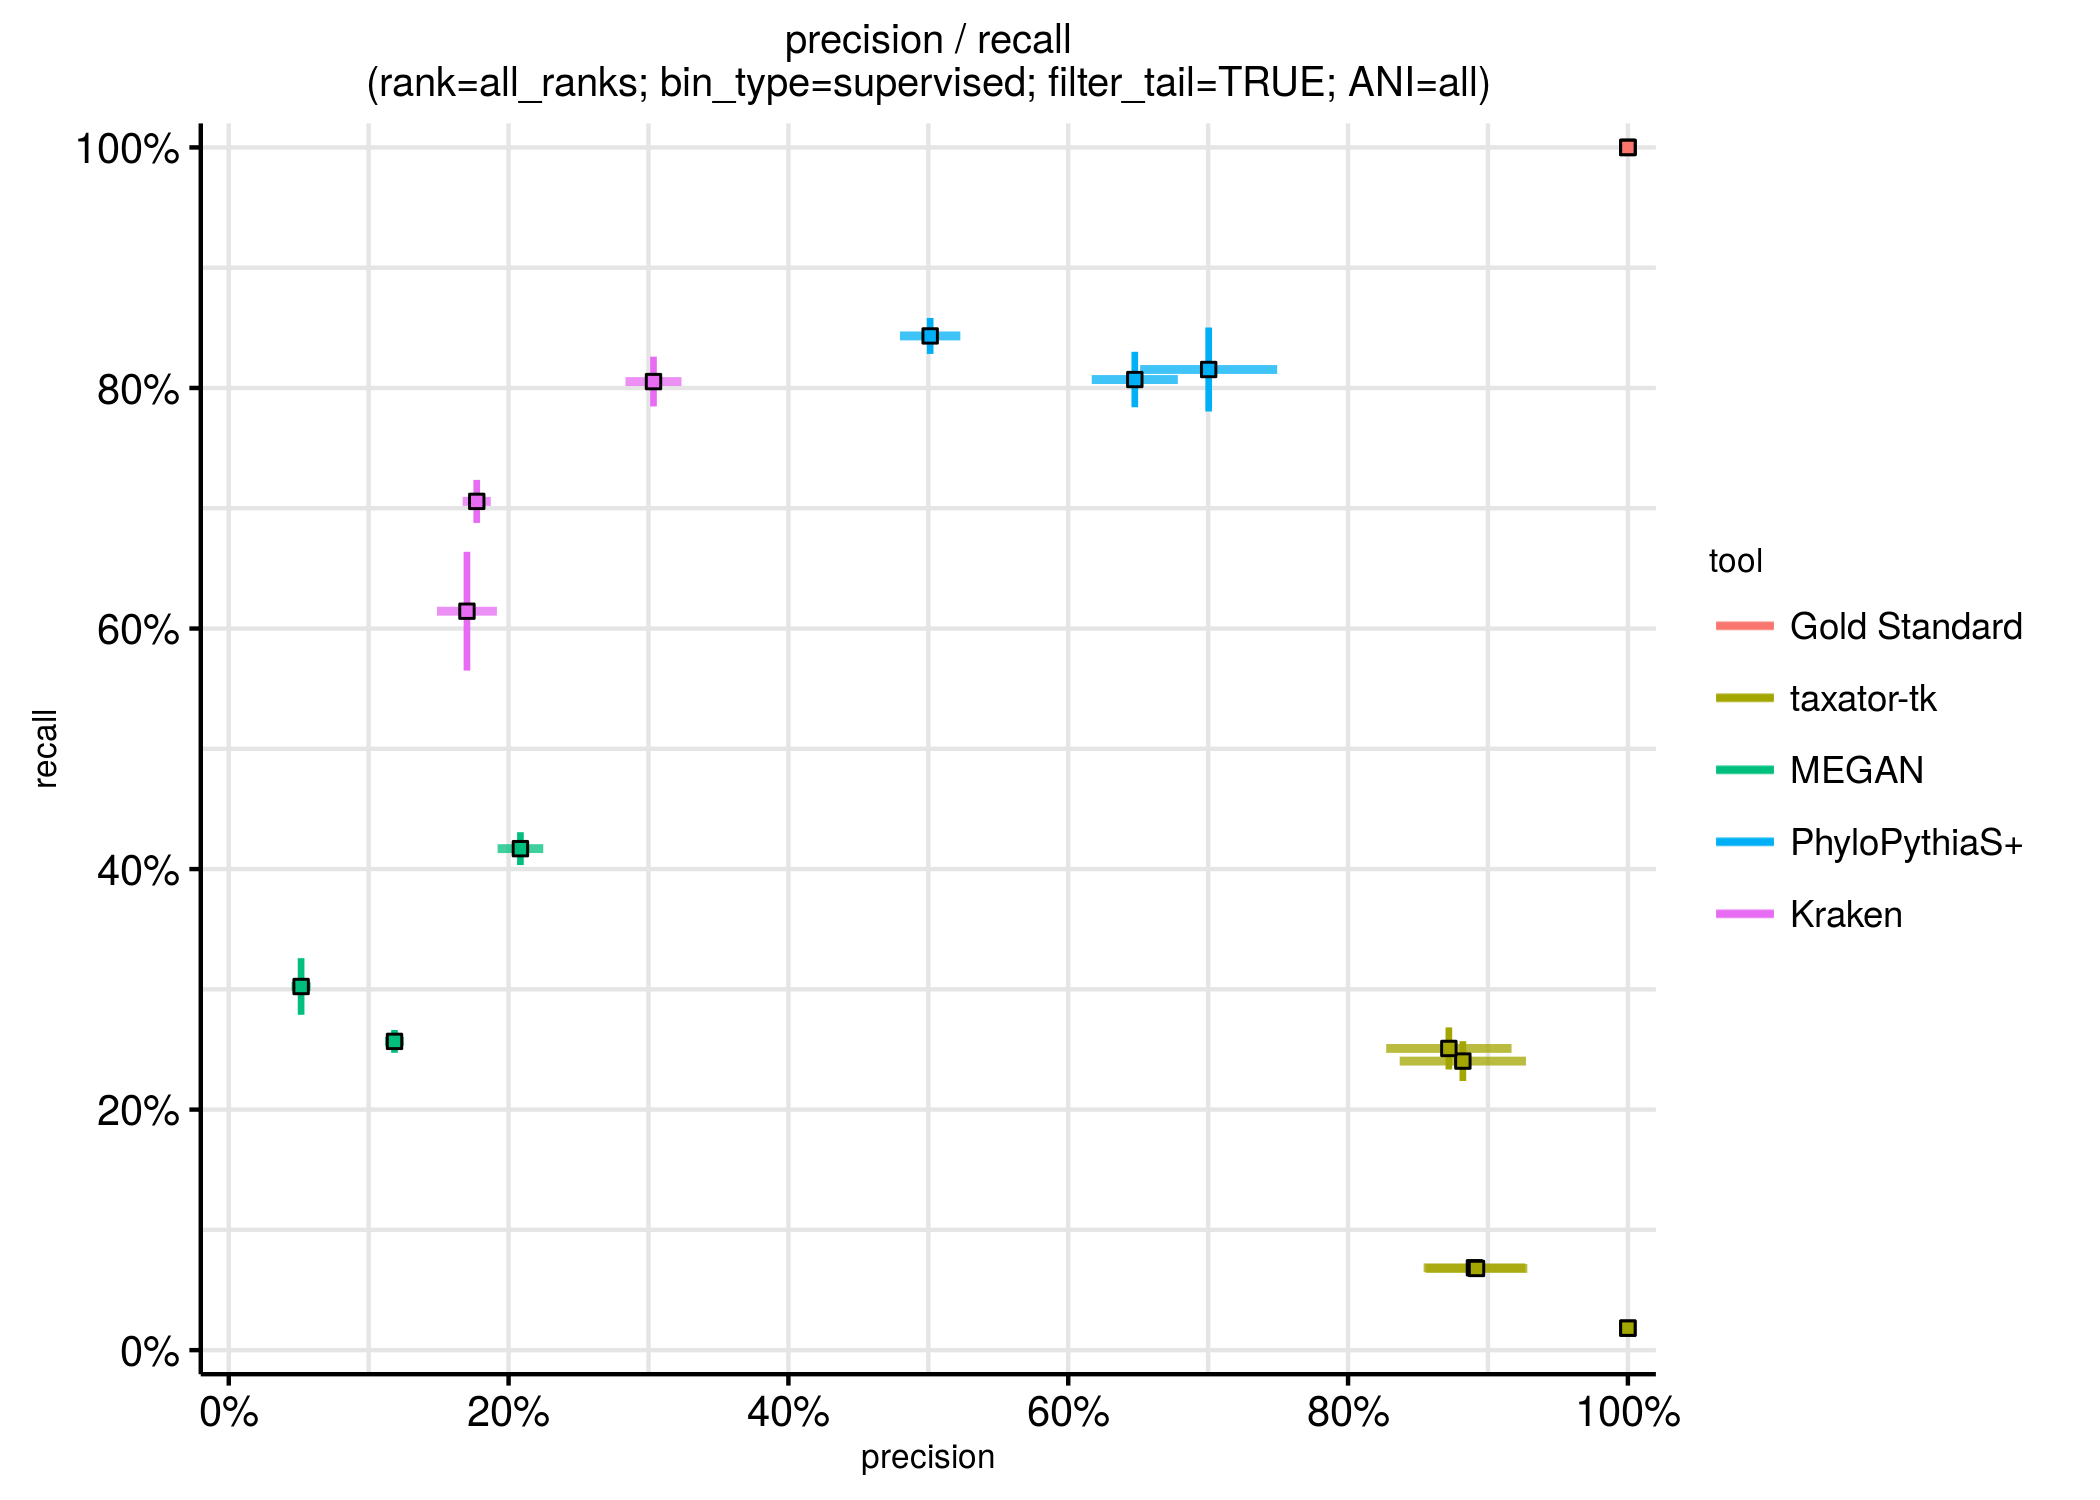 precision / recall
(rank=all_ranks; bin_type=supervised; filter_tail=TRUE; ANI=all)
100%
80%
60%
40%
20%
0%
recall
0%
20%
40%
60%
80%
100%
precision
tool
Gold Standard
taxator-tk
MEGAN
PhyloPythiaS+
Kraken